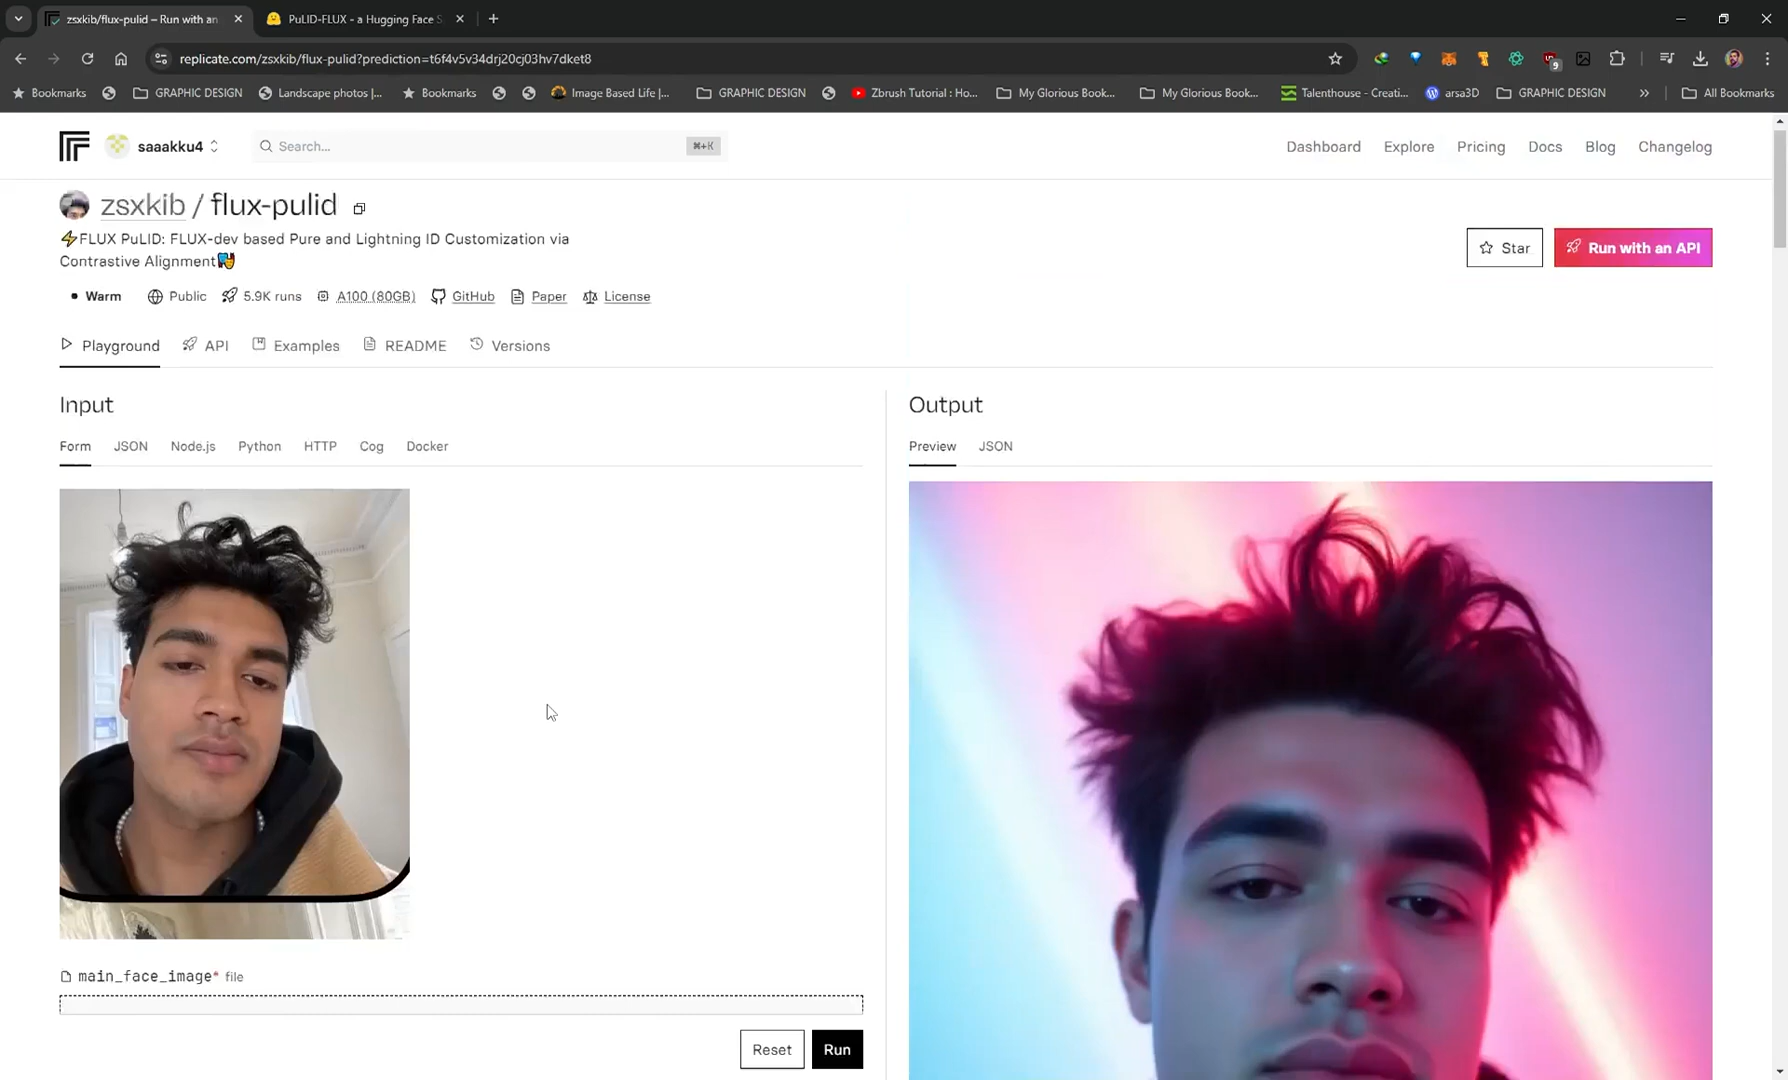 zsxkib/flux-pulid – Run with an
PuLID-FLUX - a Hugging Face S
replicate.com/zsxkib/flux-pulid?prediction=t6f4v5v34drj20cj03hv7dket8
9
Bookmarks
GRAPHIC DESIGN
Landscape photos |...
Bookmarks
Image Based Life |...
GRAPHIC DESIGN
Zbrush Tutorial : Ho...
My Glorious Book...
My Glorious Book...
Talenthouse - Creati...
arsa3D
GRAPHIC DESIGN
»
All Bookmarks
saaakku4
Search...
⌘+K
Dashboard
Explore
Pricing
Docs
Blog
Changelog
zsxkib / flux-pulid
⚡FLUX PuLID: FLUX-dev based Pure and Lightning ID Customization via
Contrastive Alignment🎭
Star
Run with an API
Warm
Public
5.9K runs
A100 (80GB)
GitHub
Paper
License
Playground
API
Examples
README
Versions
Input
Form
JSON
Node.js
Python
HTTP
Cog
Docker
main_face_image* file
Reset
Run
Output
Preview
JSON